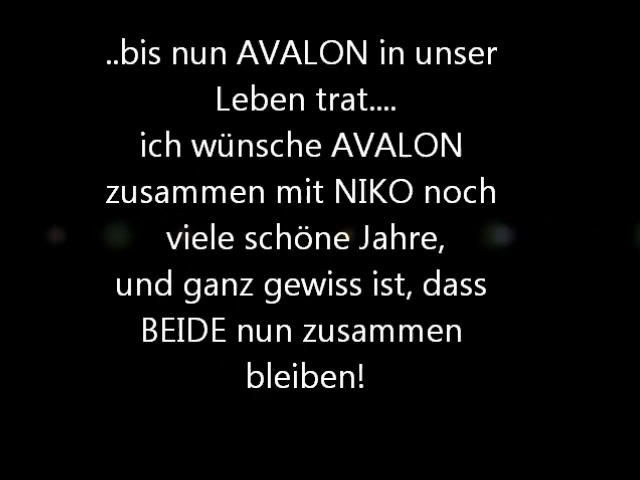 ..bis nun AVALON in unser
Leben trat....
ich wünsche AVALON
zusammen mit NIKO noch
viele schöne Jahre,
und ganz gewiss ist, dass
BEIDE nun zusammen
bleiben!